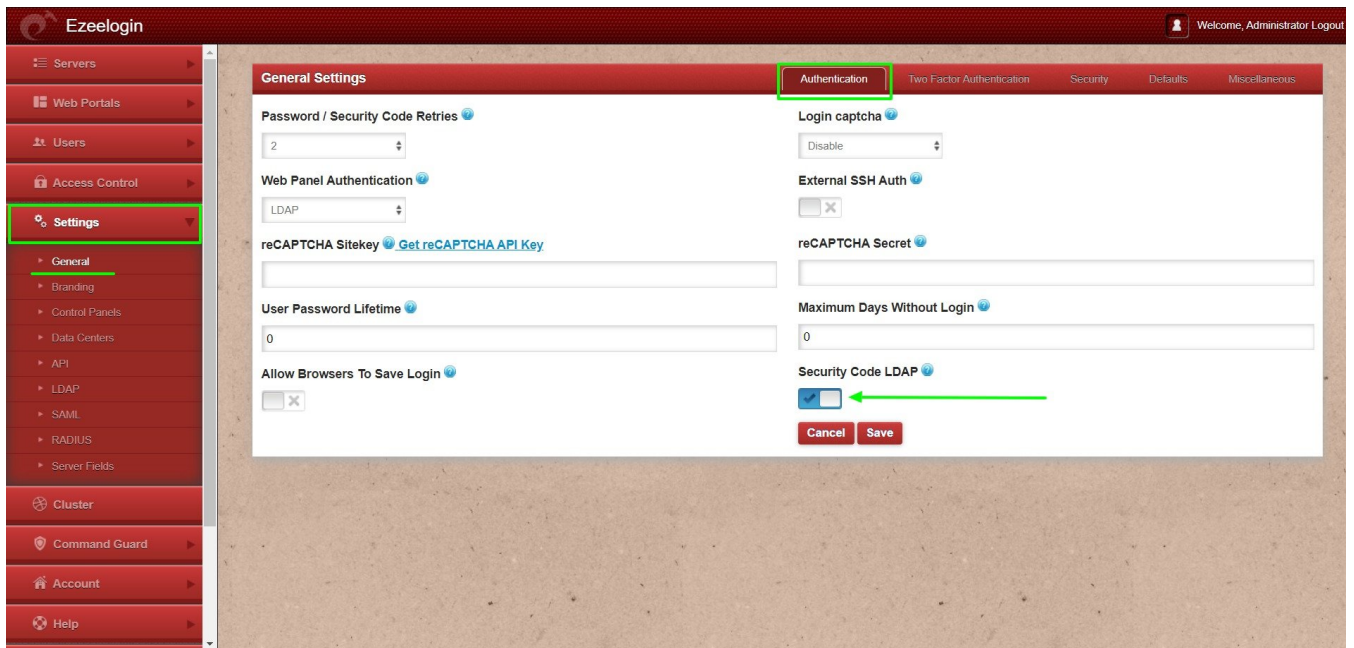 Ezeelogin
Welcome, Administrator Logout
Servers
Web Portals
Users
Access Control
Settings
General
Branding
Control Panels
Data Centers
API
LDAP
SAML
RADIUS
Server Fields
Cluster
Command Guard
Account
Help
General Settings
Authentication
Two Factor Authentication
Security
Defaults
Miscellaneous
Password / Security Code Retries
2
Login captcha
Disable
Web Panel Authentication
LDAP
External SSH Auth
reCAPTCHA Sitekey Get reCAPTCHA API Key
reCAPTCHA Secret
User Password Lifetime
0
Maximum Days Without Login
0
Allow Browsers To Save Login
Security Code LDAP
Cancel
Save